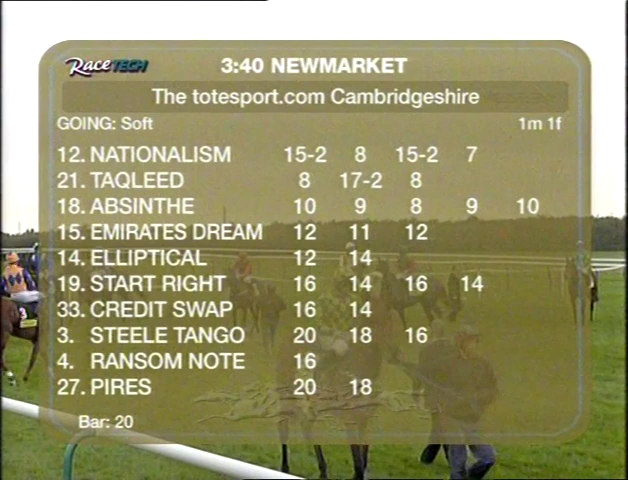 Race TECH 3:40 NEWMARKET
The totesport.com Cambridgeshire
GOING: Soft 1m 1f
12. NATIONALISM 15-2 8 15-2 7
21. TAQLEED 8 17-2 8
18. ABSINTHE 10 9 8 9 10
15. EMIRATES DREAM 12 11 12
14. ELLIPTICAL 12 14
19. START RIGHT 16 14 16 14
33. CREDIT SWAP 16 14
3. STEELE TANGO 20 18 16
4. RANSOM NOTE 16
27. PIRES 20 18
Bar: 20
3